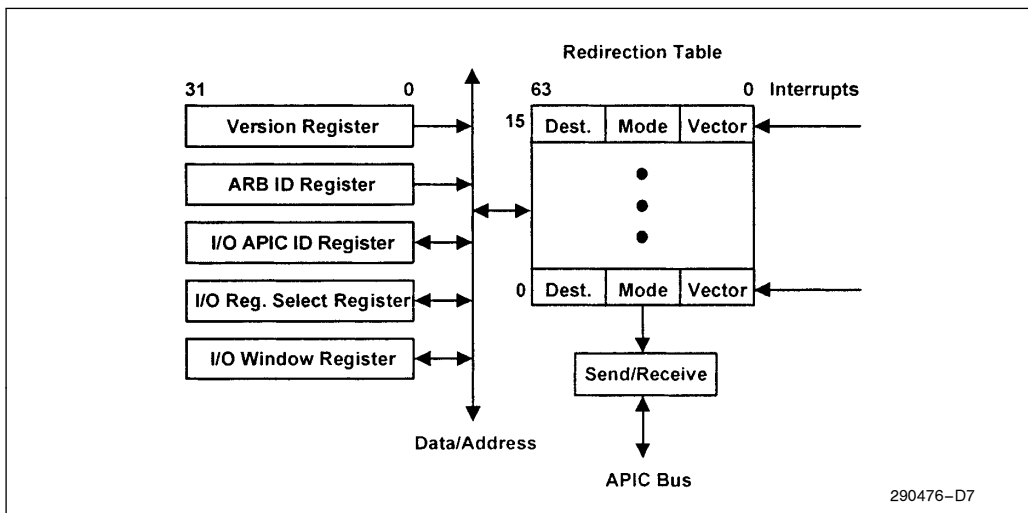 Redirection Table
31 0
63 0 Interrupts
Version Register
15 Dest. Mode Vector
ARB ID Register
I/O APIC ID Register
I/O Reg. Select Register
0 Dest. Mode Vector
I/O Window Register
Send/Receive
Data/Address
APIC Bus
290476–D7